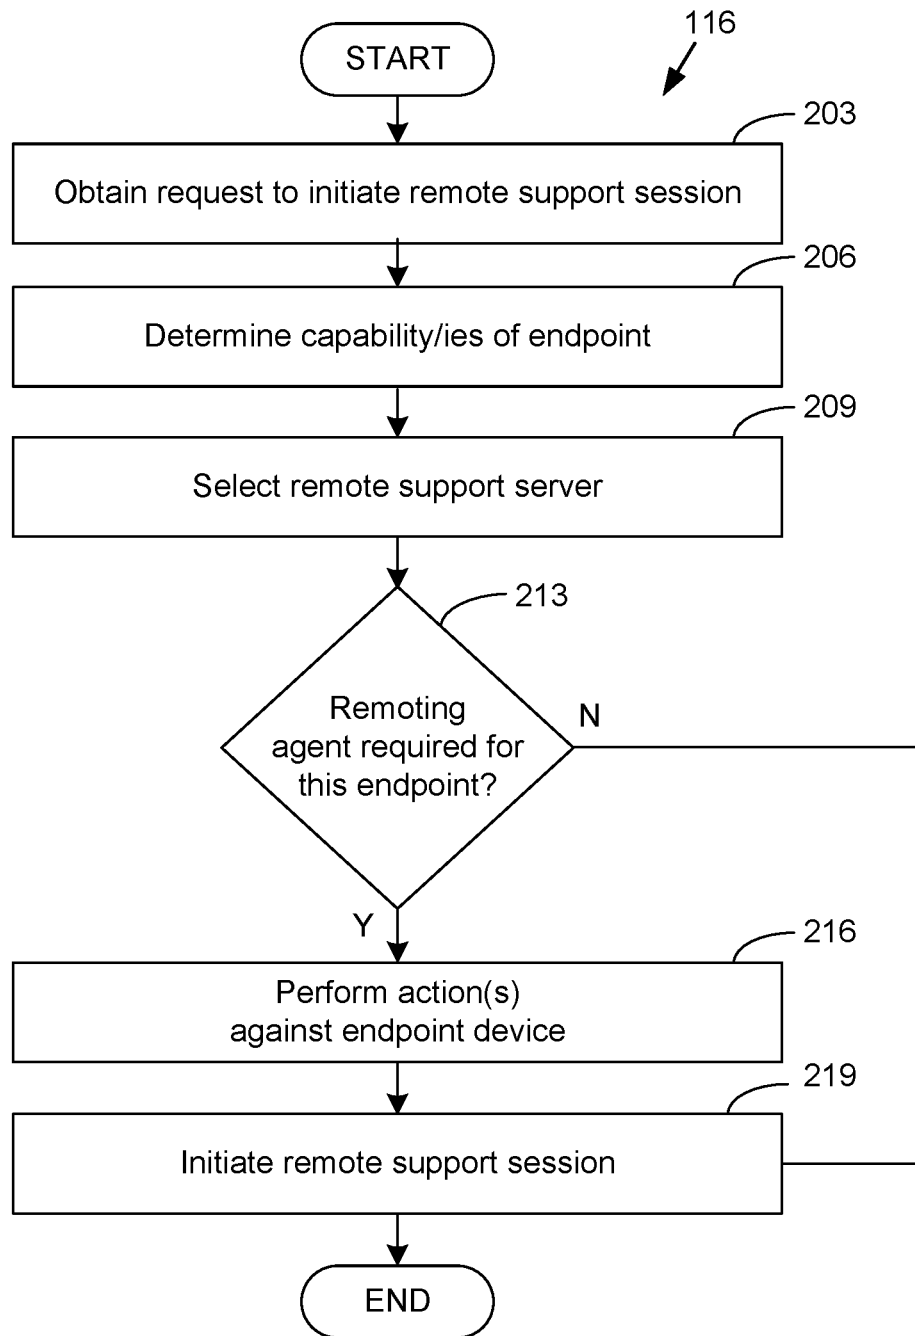 116
START
203
Obtain request to initiate remote support session
206
Determine capability/ies of endpoint
209
Select remote support server
213
Remoting
agent required for
this endpoint?
N
Y
216
Perform action(s)
against endpoint device
219
Initiate remote support session
END